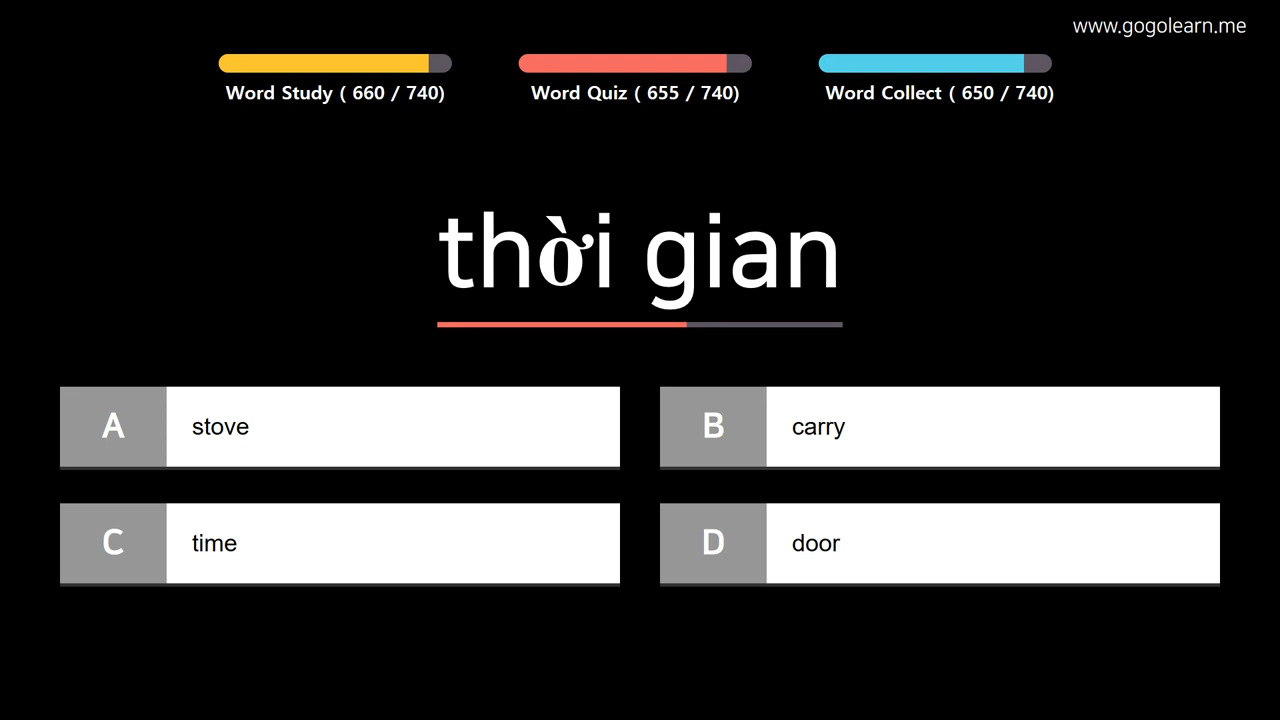 www.gogolearn.me
Word Study ( 660 / 740)
Word Quiz ( 655 / 740)
Word Collect ( 650 / 740)
thời gian
A stove
B carry
C time
D door